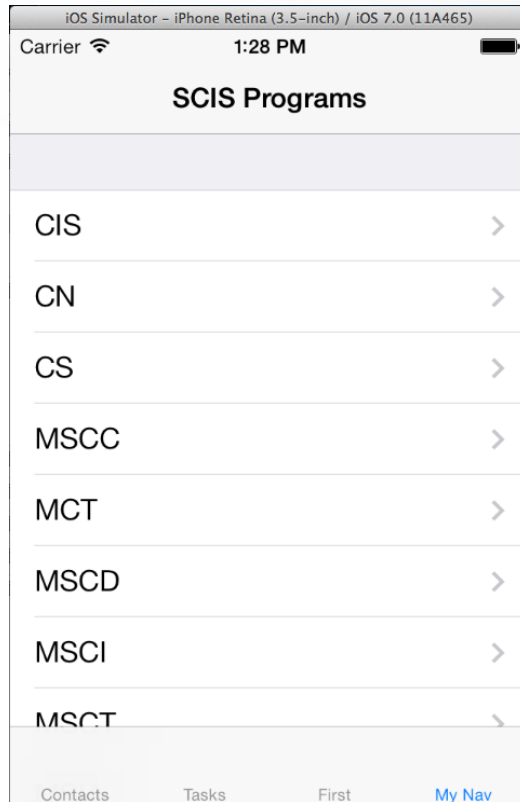 iOS Simulator – iPhone Retina (3.5-inch) / iOS 7.0 (11A465)
Carrier 1:28 PM
SCIS Programs
CIS
CN
CS
MSCC
MCT
MSCD
MSCI
MSCT
Contacts Tasks First My Nav